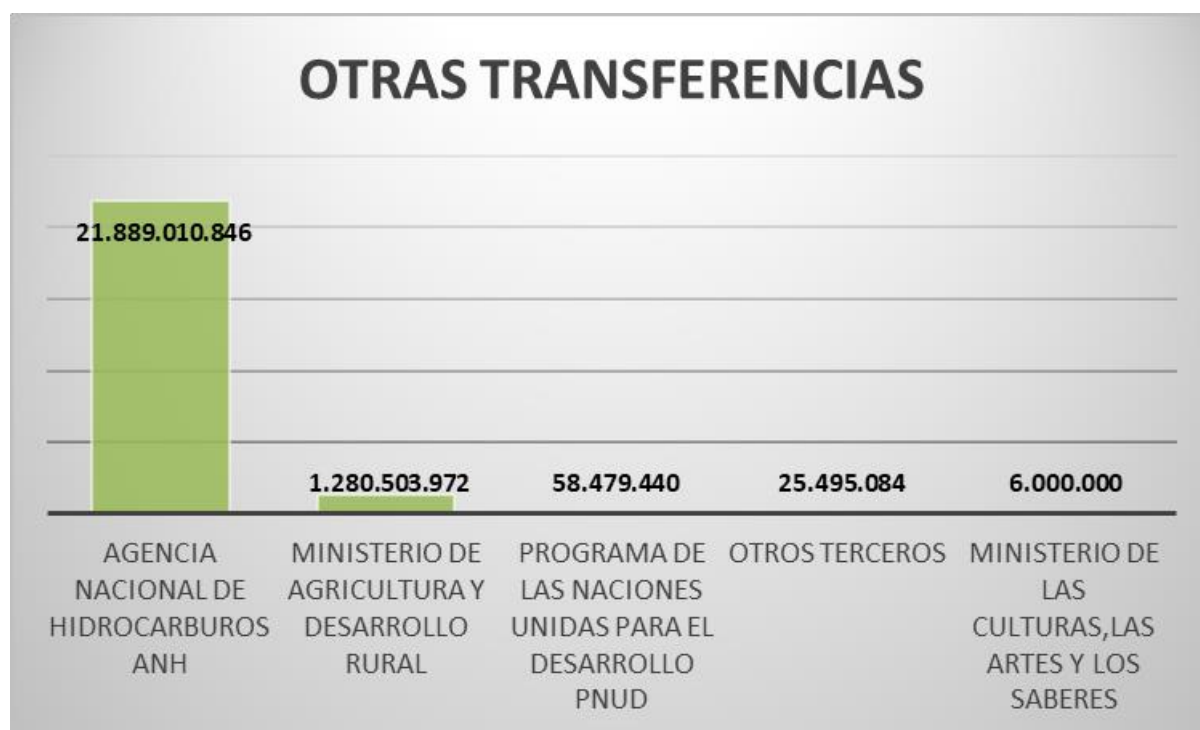 OTRAS TRANSFERENCIAS
21.889.010.846
1.280.503.972
58.479.440
25.495.084
6.000.000
AGENCIA
NACIONAL DE
HIDROCARBUROS
ANH
MINISTERIO DE
AGRICULTURA Y
DESARROLLO
RURAL
PROGRAMA DE
LAS NACIONES
UNIDAS PARA EL
DESARROLLO
PNUD
OTROS TERCEROS
MINISTERIO DE
LAS
CULTURAS,LAS
ARTES Y LOS
SABERES